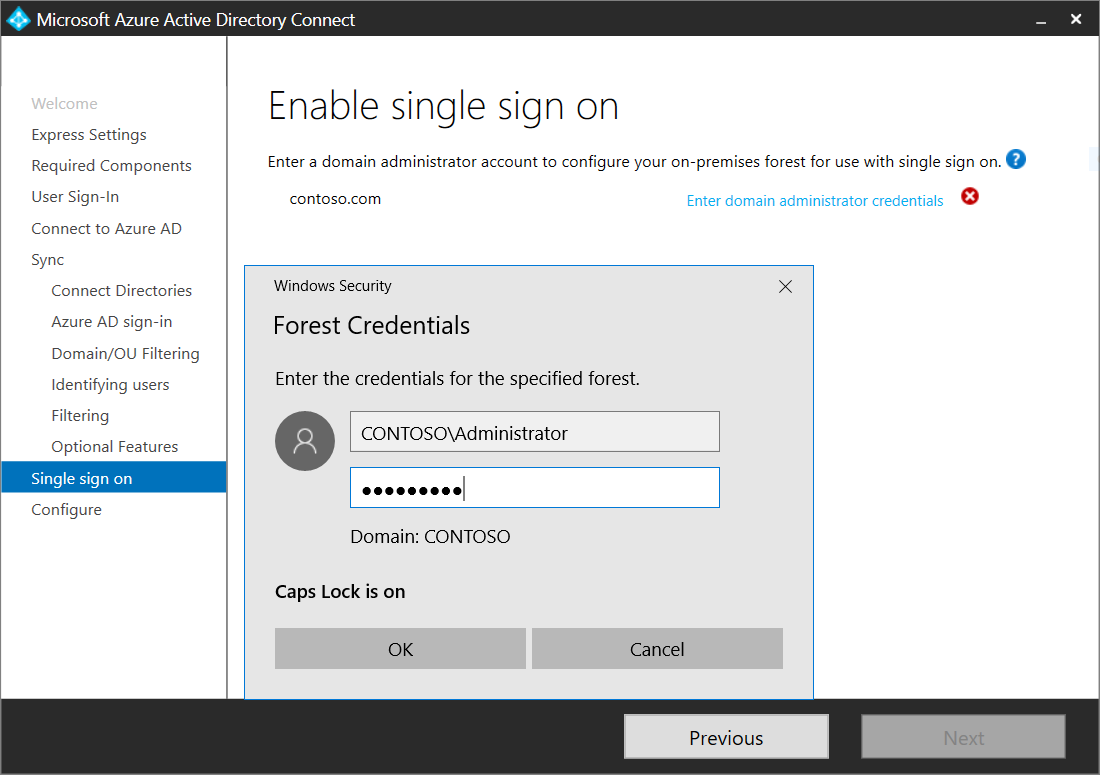 Microsoft Azure Active Directory Connect
Welcome
Express Settings
Required Components
User Sign-In
Connect to Azure AD
Sync
Connect Directories
Azure AD sign-in
Domain/OU Filtering
Identifying users
Filtering
Optional Features
Single sign on
Configure
Enable single sign on
Enter a domain administrator account to configure your on-premises forest for use with single sign on. ?
contoso.com Enter domain administrator credentials
Windows Security
Forest Credentials
Enter the credentials for the specified forest.
CONTOSO\Administrator
●●●●●●●●●
Domain: CONTOSO
Caps Lock is on
OK Cancel
Previous Next